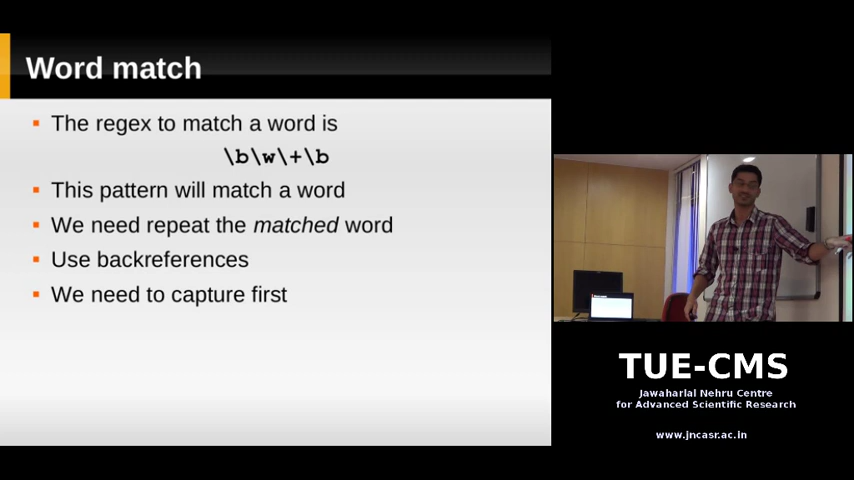 Word match
The regex to match a word is
\b\w\+\b
This pattern will match a word
We need repeat the matched word
Use backreferences
We need to capture first
TUE-CMS
Jawaharlal Nehru Centre
for Advanced Scientific Research
www.jncasr.ac.in